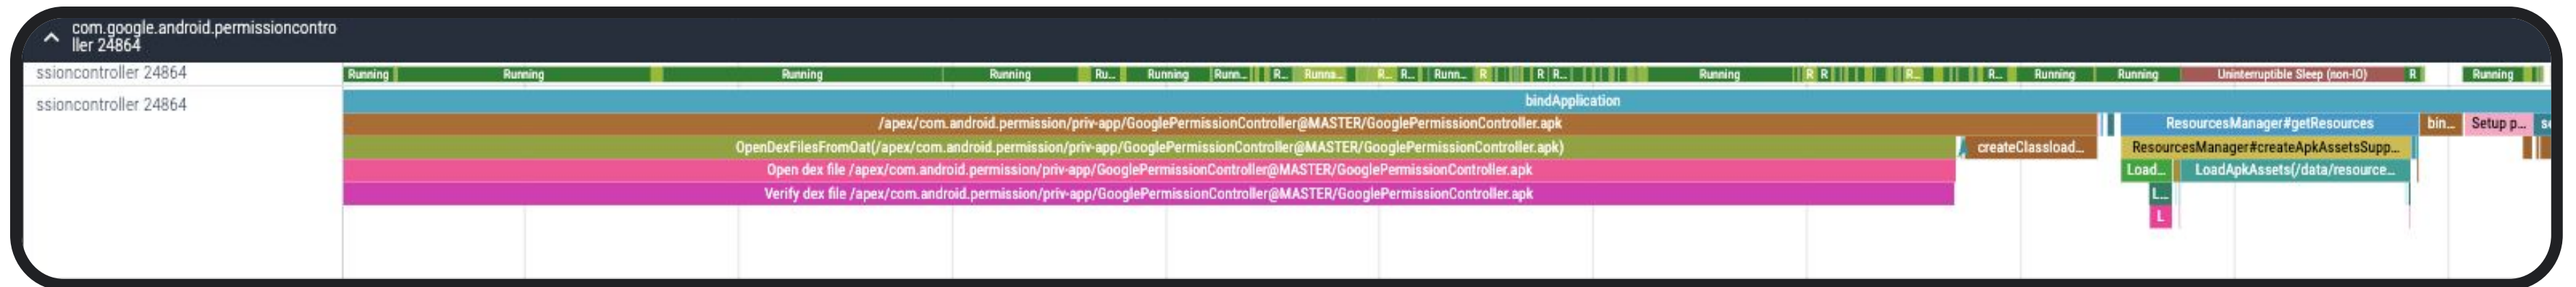 com.google.android.permissioncontro
ller 24864
ssioncontroller 24864
Running Running Running Running Ru... Running Runn... R... Runna... R... R... Runn... R R R... Running R R R... R... Running Running Uninterruptible Sleep (non-IO) R Running
ssioncontroller 24864
bindApplication
/apex/com.android.permission/priv-app/GooglePermissionController@MASTER/GooglePermissionController.apk ResourcesManager#getResources bin... Setup p... s
OpenDexFilesFromOat(/apex/com.android.permission/priv-app/GooglePermissionController@MASTER/GooglePermissionController.apk) createClassload... ResourcesManager#createApkAssetsSupp...
Open dex file /apex/com.android.permission/priv-app/GooglePermissionController@MASTER/GooglePermissionController.apk Load... LoadApkAssets(/data/resource...
Verify dex file /apex/com.android.permission/priv-app/GooglePermissionController@MASTER/GooglePermissionController.apk L...
L